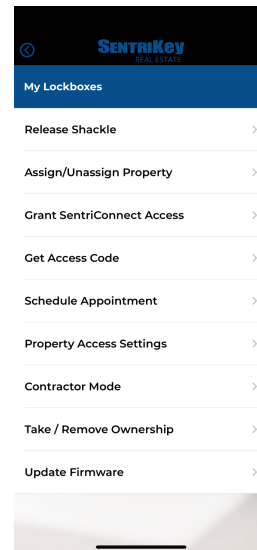 SentriKey
REAL ESTATE
My Lockboxes
Release Shackle
Assign/Unassign Property
Grant SentriConnect Access
Get Access Code
Schedule Appointment
Property Access Settings
Contractor Mode
Take / Remove Ownership
Update Firmware